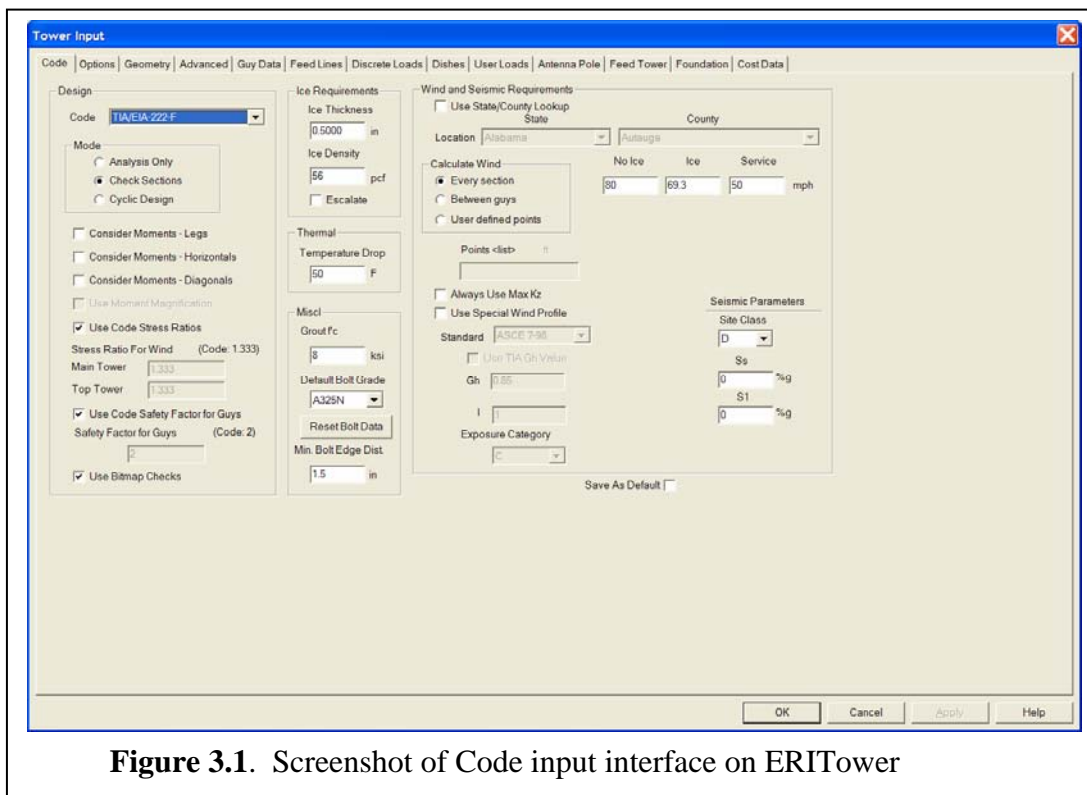 Tower Input
Code Options Geometry Advanced Guy Data Feed Lines Discrete Loads Dishes User Loads Antenna Pole Feed Tower Foundation Cost Data
Design
Code TIA/EIA-222-F
Mode
Analysis Only
Check Sections
Cyclic Design
Consider Moments - Legs
Consider Moments - Horizontals
Consider Moments - Diagonals
Use Moment Magnification
Use Code Stress Ratios
Stress Ratio For Wind (Code: 1.333)
Main Tower 1.333
Top Tower 1.333
Use Code Safety Factor for Guys
Safety Factor for Guys (Code: 2)
2
Use Bitmap Checks
Ice Requirements
Ice Thickness
0.5000 in
Ice Density
56 pcf
Escalate
Thermal
Temperature Drop
50 F
Miscl
Grout f'c
8 ksi
Default Bolt Grade
A325N
Reset Bolt Data
Min. Bolt Edge Dist.
1.5 in
Wind and Seismic Requirements
Use State/County Lookup
State County
Location Alabama Autauga
Calculate Wind
Every section
Between guys
User defined points
No Ice Ice Service
80 69.3 50 mph
Points <list> ft
Always Use Max Kz
Use Special Wind Profile
Standard ASCE 7-98
Use TIA Gh Value
Gh 0.85
I 1
Exposure Category
C
Seismic Parameters
Site Class
D
Ss
0 %g
S1
0 %g
Save As Default
OK Cancel Apply Help
Figure 3.1. Screenshot of Code input interface on ERITower